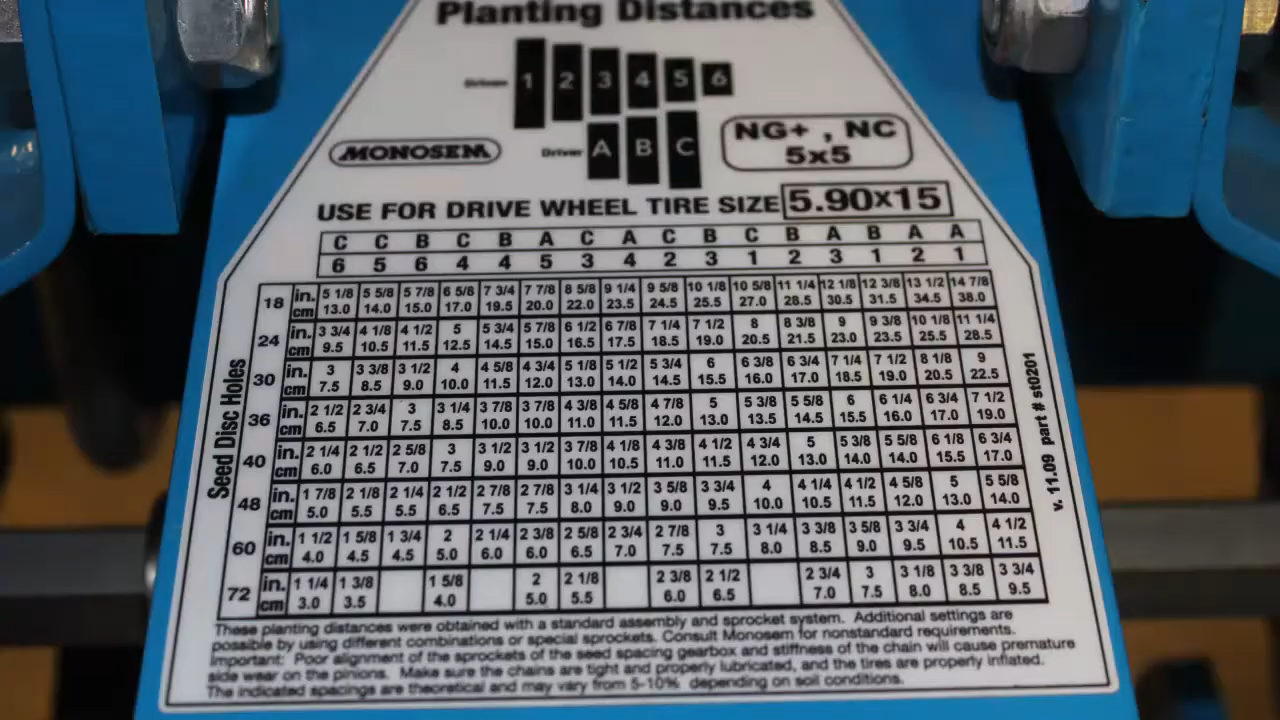 Planting Distances
Driven 1 2 3 4 5 6
Driver A B C
MONOSEM
NG+ , NC
5x5
USE FOR DRIVE WHEEL TIRE SIZE 5.90x15
C C B C B A C A C B C B A B A A
6 5 6 4 4 5 3 4 2 3 1 2 3 1 2 1
Seed Disc Holes
18 in. 5 1/8 5 5/8 5 7/8 6 5/8 7 3/4 7 7/8 8 5/8 9 1/4 9 5/8 10 1/8 10 5/8 11 1/4 12 1/8 12 3/8 13 1/2 14 7/8
cm 13.0 14.0 15.0 17.0 19.5 20.0 22.0 23.5 24.5 25.5 27.0 28.5 30.5 31.5 34.5 38.0
24 in. 3 3/4 4 1/8 4 1/2 5 5 3/4 5 7/8 6 1/2 6 7/8 7 1/4 7 1/2 8 8 3/8 9 9 3/8 10 1/8 11 1/4
cm 9.5 10.5 11.5 12.5 14.5 15.0 16.5 17.5 18.5 19.0 20.5 21.5 23.0 23.5 25.5 28.5
30 in. 3 3 3/8 3 1/2 4 4 5/8 4 3/4 5 1/8 5 1/2 5 3/4 6 6 3/8 6 3/4 7 1/4 7 1/2 8 1/8 9
cm 7.5 8.5 9.0 10.0 11.5 12.0 13.0 14.0 14.5 15.5 16.0 17.0 18.5 19.0 20.5 22.5
36 in. 2 1/2 2 3/4 3 3 1/4 3 7/8 3 7/8 4 3/8 4 5/8 4 7/8 5 5 3/8 5 5/8 6 6 1/4 6 3/4 7 1/2
cm 6.5 7.0 7.5 8.5 10.0 10.0 11.0 11.5 12.0 13.0 13.5 14.5 15.5 16.0 17.0 19.0
40 in. 2 1/4 2 1/2 2 5/8 3 3 1/2 3 1/2 3 7/8 4 1/8 4 3/8 4 1/2 4 3/4 5 5 3/8 5 5/8 6 1/8 6 3/4
cm 6.0 6.5 7.0 7.5 9.0 9.0 10.0 10.5 11.0 11.5 12.0 13.0 14.0 14.0 15.5 17.0
48 in. 1 7/8 2 1/8 2 1/4 2 1/2 2 7/8 2 7/8 3 1/4 3 1/2 3 5/8 3 3/4 4 4 1/4 4 1/2 4 5/8 5 5 5/8
cm 5.0 5.5 5.5 6.5 7.5 7.5 8.0 9.0 9.0 9.5 10.0 10.5 11.5 12.0 13.0 14.0
60 in. 1 1/2 1 5/8 1 3/4 2 2 1/4 2 3/8 2 5/8 2 3/4 2 7/8 3 3 1/4 3 3/8 3 5/8 3 3/4 4 4 1/2
cm 4.0 4.5 4.5 5.0 6.0 6.0 6.5 7.0 7.5 7.5 8.0 8.5 9.0 9.5 10.5 11.5
72 in. 1 1/4 1 3/8 1 5/8 2 2 1/8 2 3/8 2 1/2 2 3/4 3 3 1/8 3 3/8 3 3/4
cm 3.0 3.5 4.0 5.0 5.5 6.0 6.5 7.0 7.5 8.0 8.5 9.5
v. 11.09 part # st0201
These planting distances were obtained with a standard assembly and sprocket system. Additional settings are
possible by using different combinations or special sprockets. Consult Monosem for nonstandard requirements.
Important: Poor alignment of the sprockets of the seed spacing gearbox and stiffness of the chain will cause premature
side wear on the pinions. Make sure the chains are tight and properly lubricated, and the tires are properly inflated.
The indicated spacings are theoretical and may vary from 5-10% depending on soil conditions.